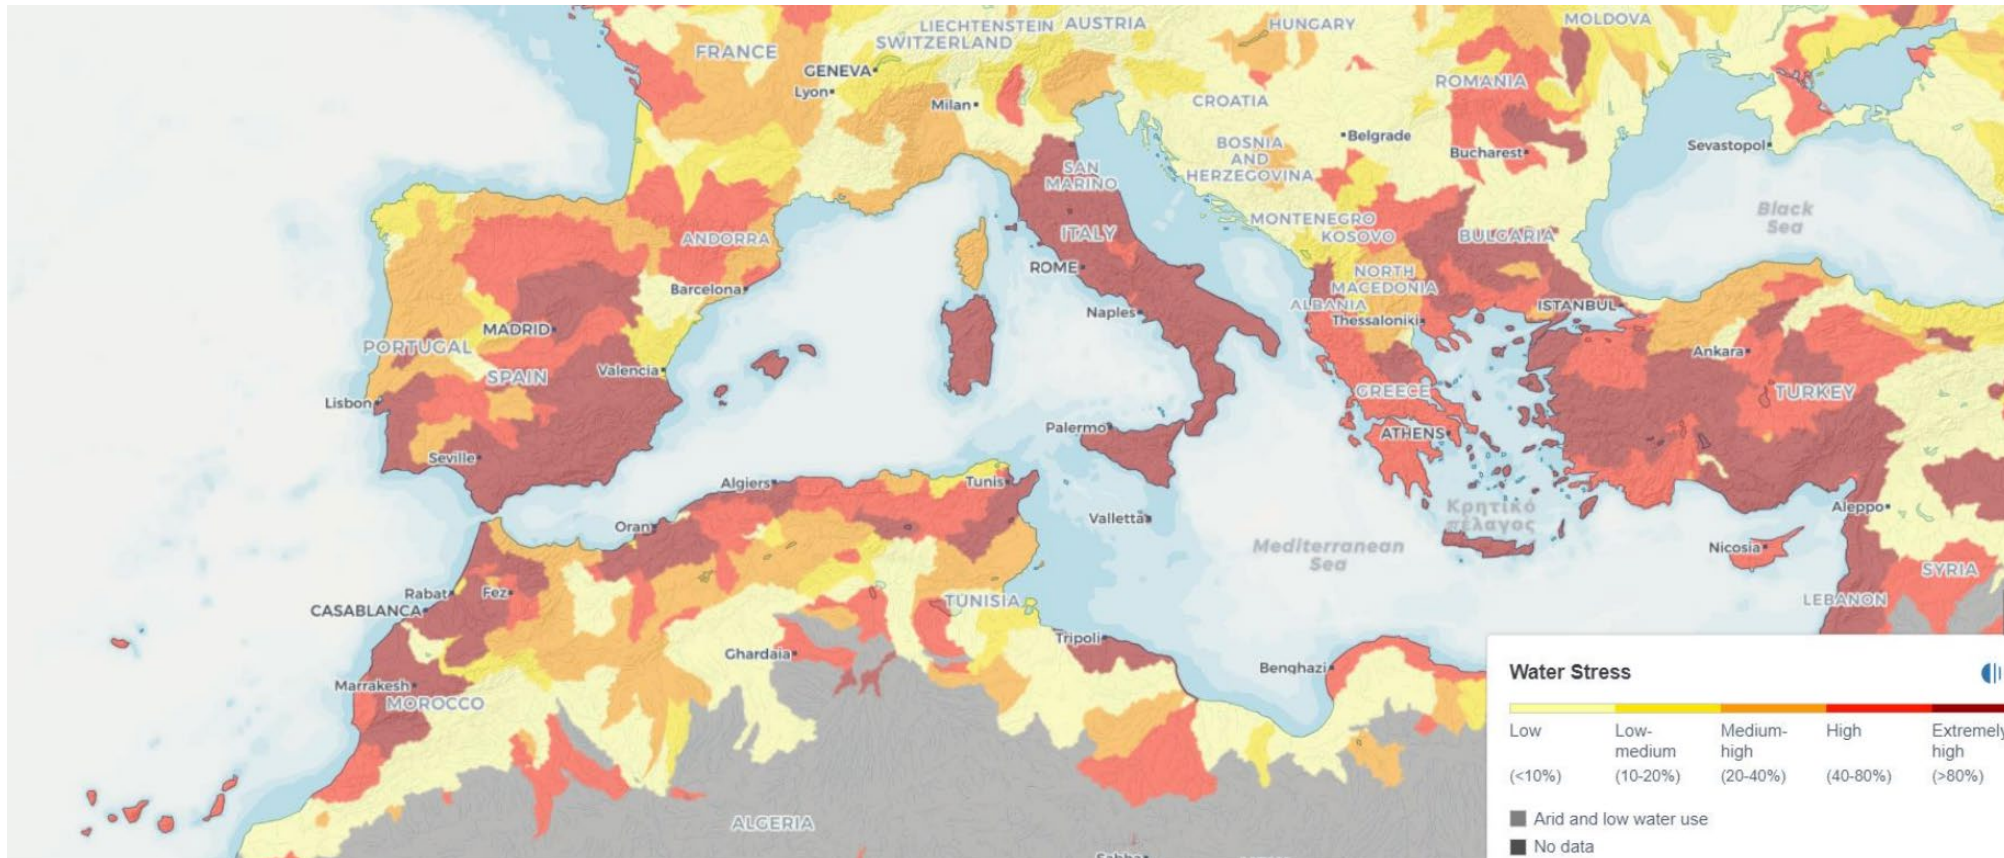 LIECHTENSTEIN
AUSTRIA
HUNGARY
MOLDOVA
FRANCE
SWITZERLAND
GENEVA
Lyon
Milan
CROATIA
ROMANIA
Belgrade
BOSNIA
AND
HERZEGOVINA
Bucharest
Sevastopol
SAN
MARINO
Black
Sea
MONTENEGRO
KOSOVO
BULGARIA
ANDORRA
ITALY
ROME
NORTH
MACEDONIA
Barcelona
ALBANIA
ISTANBUL
Naples
Thessaloniki
MADRID
PORTUGAL
Ankara
SPAIN
Valencia
GREECE
TURKEY
Lisbon
Palermo
ATHENS
Seville
Algiers
Tunis
Κρητικό
πέλαγος
Aleppo
Oran
Valletta
Mediterranean
Sea
Nicosia
SYRIA
Rabat
Fez
TUNISIA
LEBANON
CASABLANCA
Tripoli
Ghardaia
Benghazi
Marrakesh
MOROCCO
ALGERIA
Sabha
Water Stress
Low Low-medium Medium-high High Extremely high
(<10%) (10-20%) (20-40%) (40-80%) (>80%)
Arid and low water use
No data